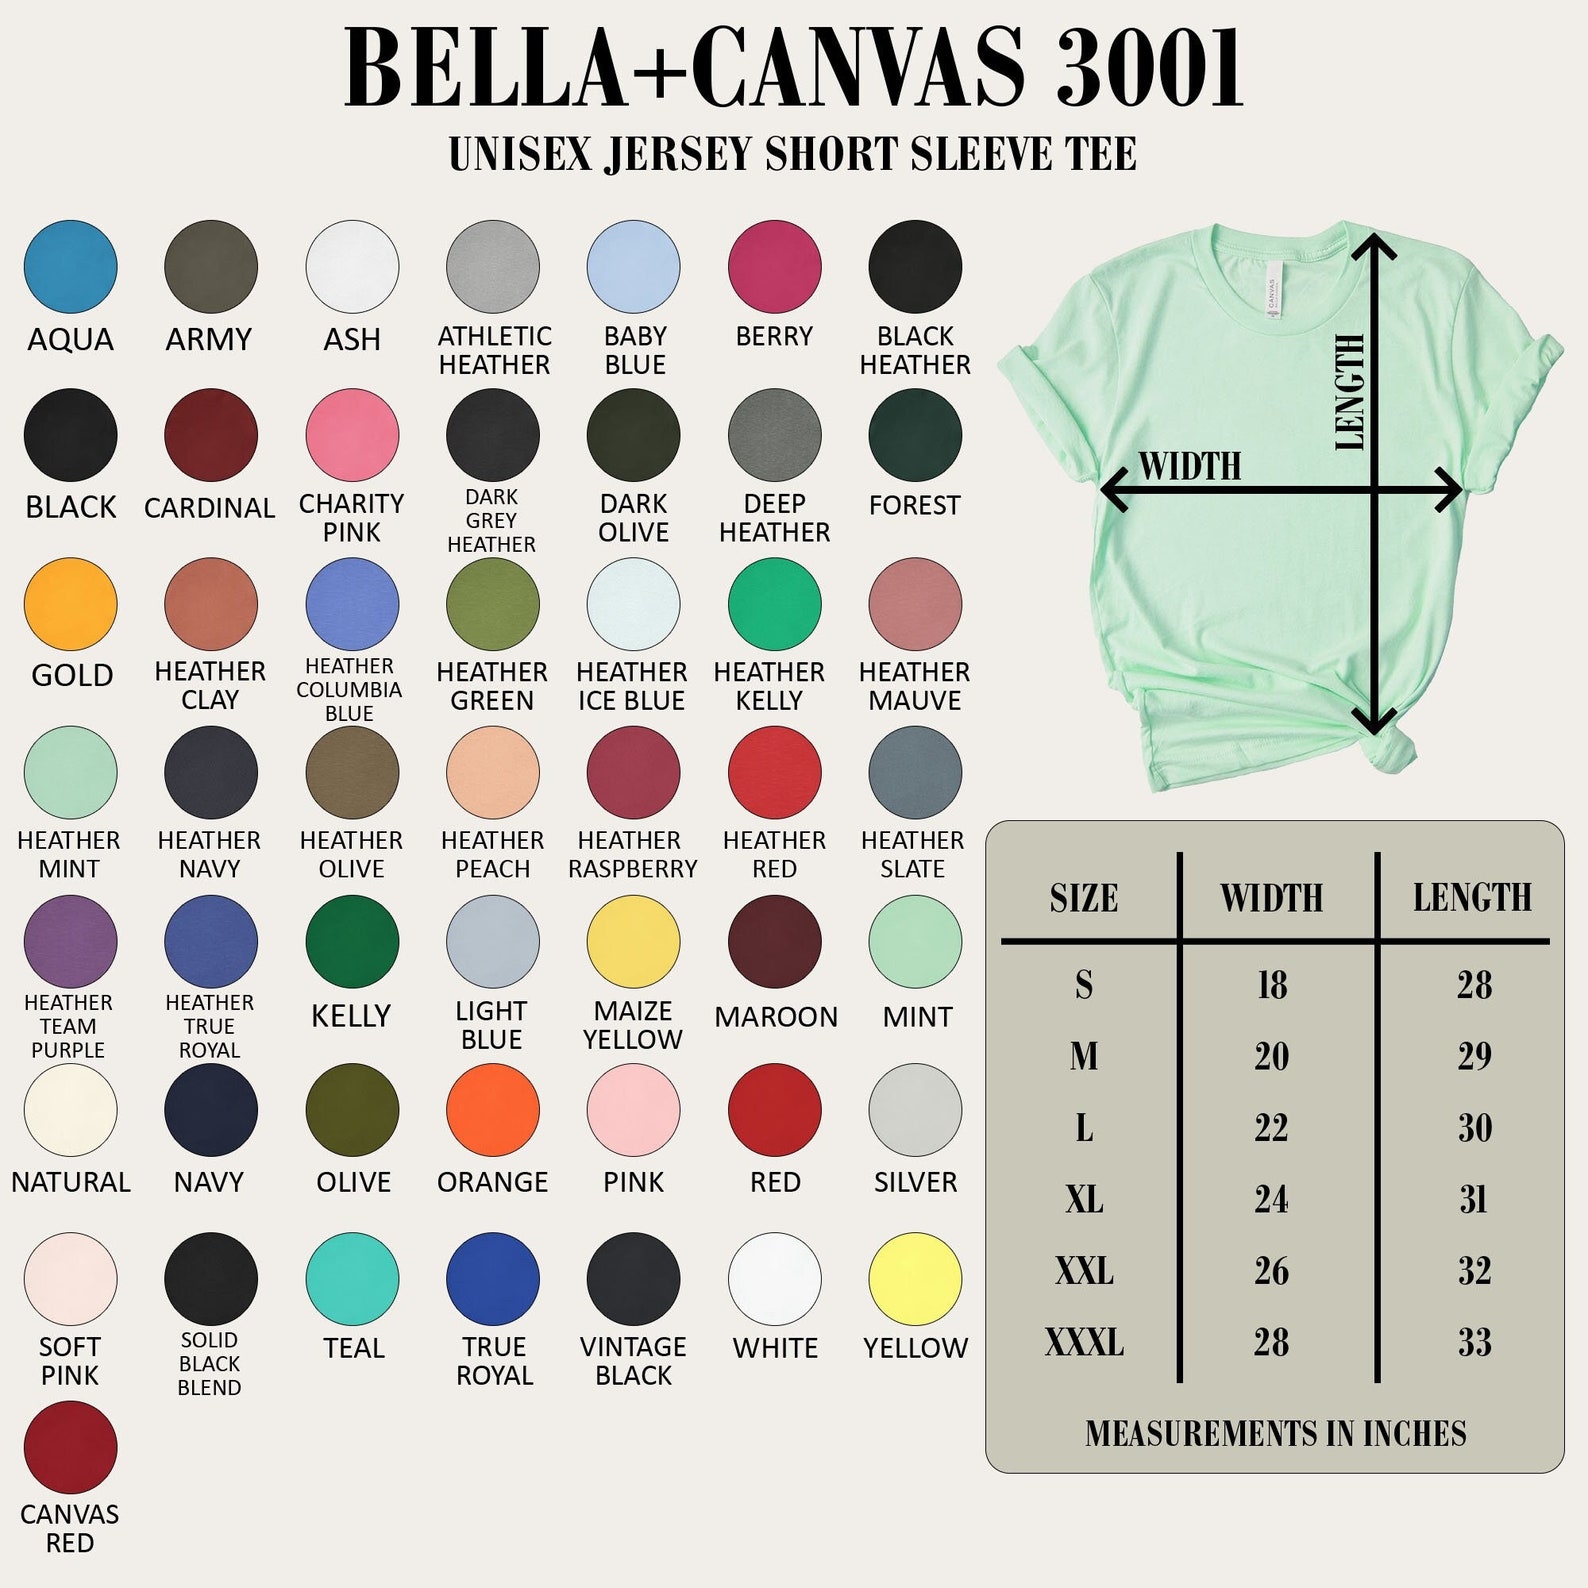 BELLA+CANVAS 3001
UNISEX JERSEY SHORT SLEEVE TEE
AQUA
ARMY
ASH
ATHLETIC
HEATHER
BABY
BLUE
BERRY
BLACK
HEATHER
BLACK
CARDINAL
CHARITY
PINK
DARK
GREY
HEATHER
DARK
OLIVE
DEEP
HEATHER
FOREST
GOLD
HEATHER
CLAY
HEATHER
COLUMBIA
BLUE
HEATHER
GREEN
HEATHER
ICE BLUE
HEATHER
KELLY
HEATHER
MAUVE
HEATHER
MINT
HEATHER
NAVY
HEATHER
OLIVE
HEATHER
PEACH
HEATHER
RASPBERRY
HEATHER
RED
HEATHER
SLATE
HEATHER
TEAM
PURPLE
HEATHER
TRUE
ROYAL
KELLY
LIGHT
BLUE
MAIZE
YELLOW
MAROON
MINT
NATURAL
NAVY
OLIVE
ORANGE
PINK
RED
SILVER
SOFT
PINK
SOLID
BLACK
BLEND
TEAL
TRUE
ROYAL
VINTAGE
BLACK
WHITE
YELLOW
CANVAS
RED
CANVAS
LENGTH
WIDTH
SIZE WIDTH LENGTH
S 18 28
M 20 29
L 22 30
XL 24 31
XXL 26 32
XXXL 28 33
MEASUREMENTS IN INCHES